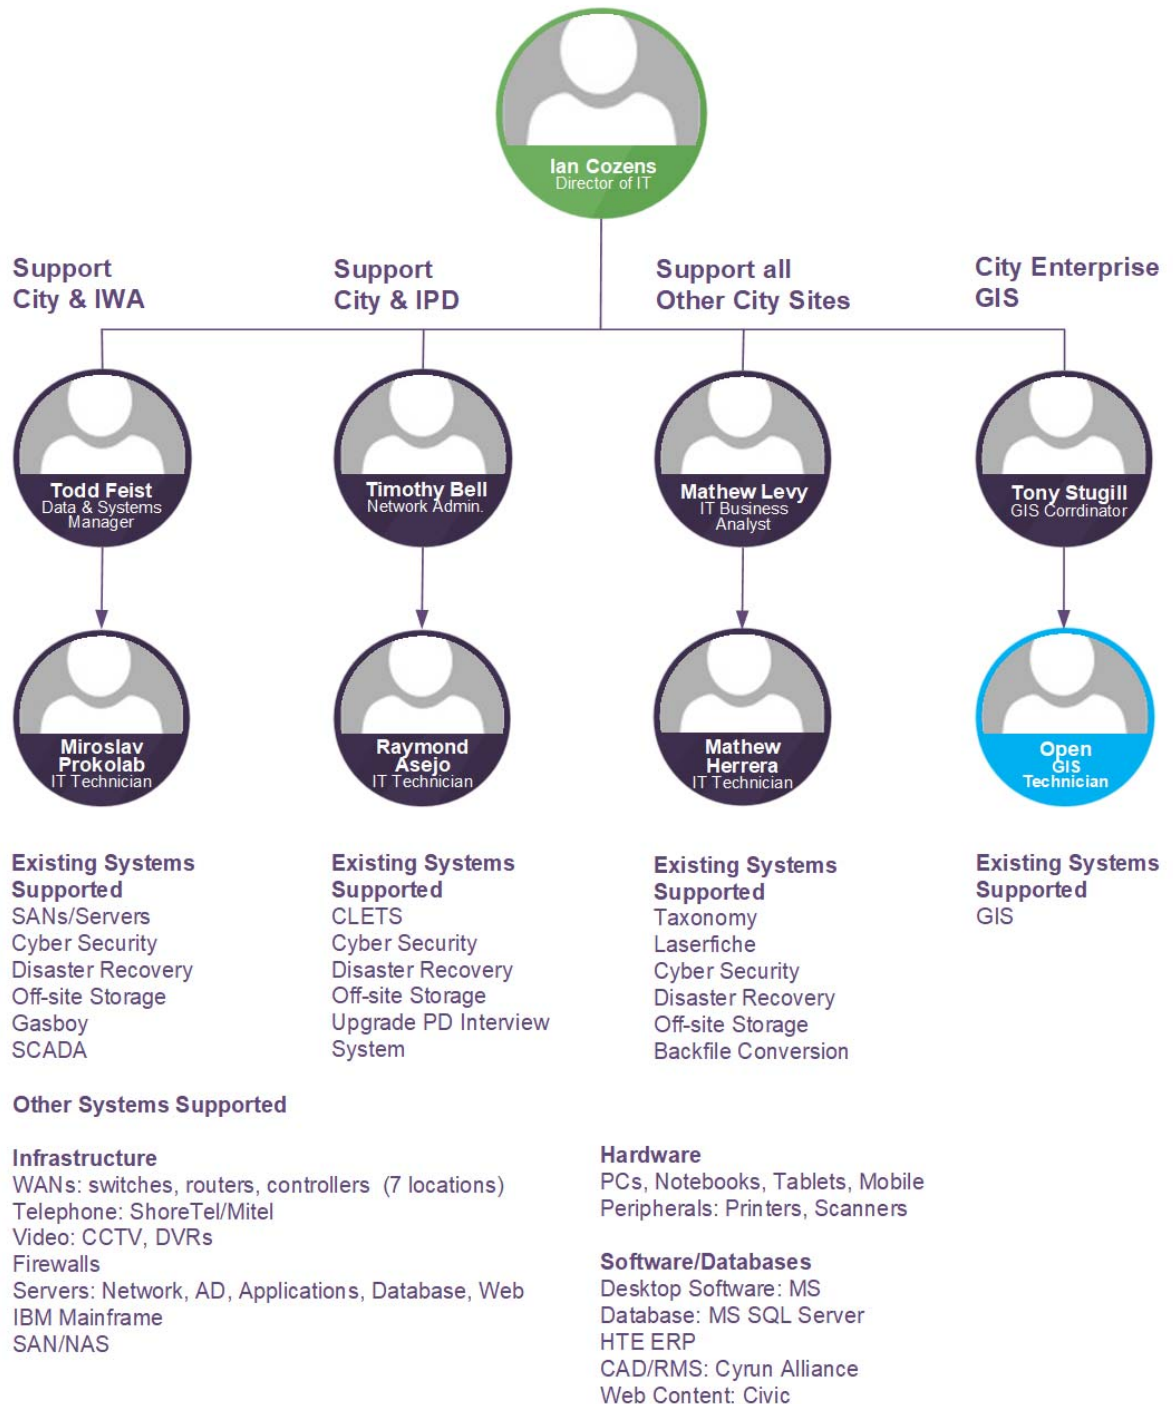 Ian Cozens
Director of IT
Support
City & IWA
Support
City & IPD
Support all
Other City Sites
City Enterprise
GIS
Todd Feist
Data & Systems
Manager
Timothy Bell
Network Admin.
Mathew Levy
IT Business
Analyst
Tony Stugill
GIS Corrdinator
Miroslav
Prokolab
IT Technician
Raymond
Asejo
IT Technician
Mathew
Herrera
IT Technician
Open
GIS
Technician
Existing Systems
Supported
SANs/Servers
Cyber Security
Disaster Recovery
Off-site Storage
Gasboy
SCADA
Existing Systems
Supported
CLETS
Cyber Security
Disaster Recovery
Off-site Storage
Upgrade PD Interview
System
Existing Systems
Supported
Taxonomy
Laserfiche
Cyber Security
Disaster Recovery
Off-site Storage
Backfile Conversion
Existing Systems
Supported
GIS
Other Systems Supported
Infrastructure
WANs: switches, routers, controllers (7 locations)
Telephone: ShoreTel/Mitel
Video: CCTV, DVRs
Firewalls
Servers: Network, AD, Applications, Database, Web
IBM Mainframe
SAN/NAS
Hardware
PCs, Notebooks, Tablets, Mobile
Peripherals: Printers, Scanners
Software/Databases
Desktop Software: MS
Database: MS SQL Server
HTE ERP
CAD/RMS: Cyrun Alliance
Web Content: Civic